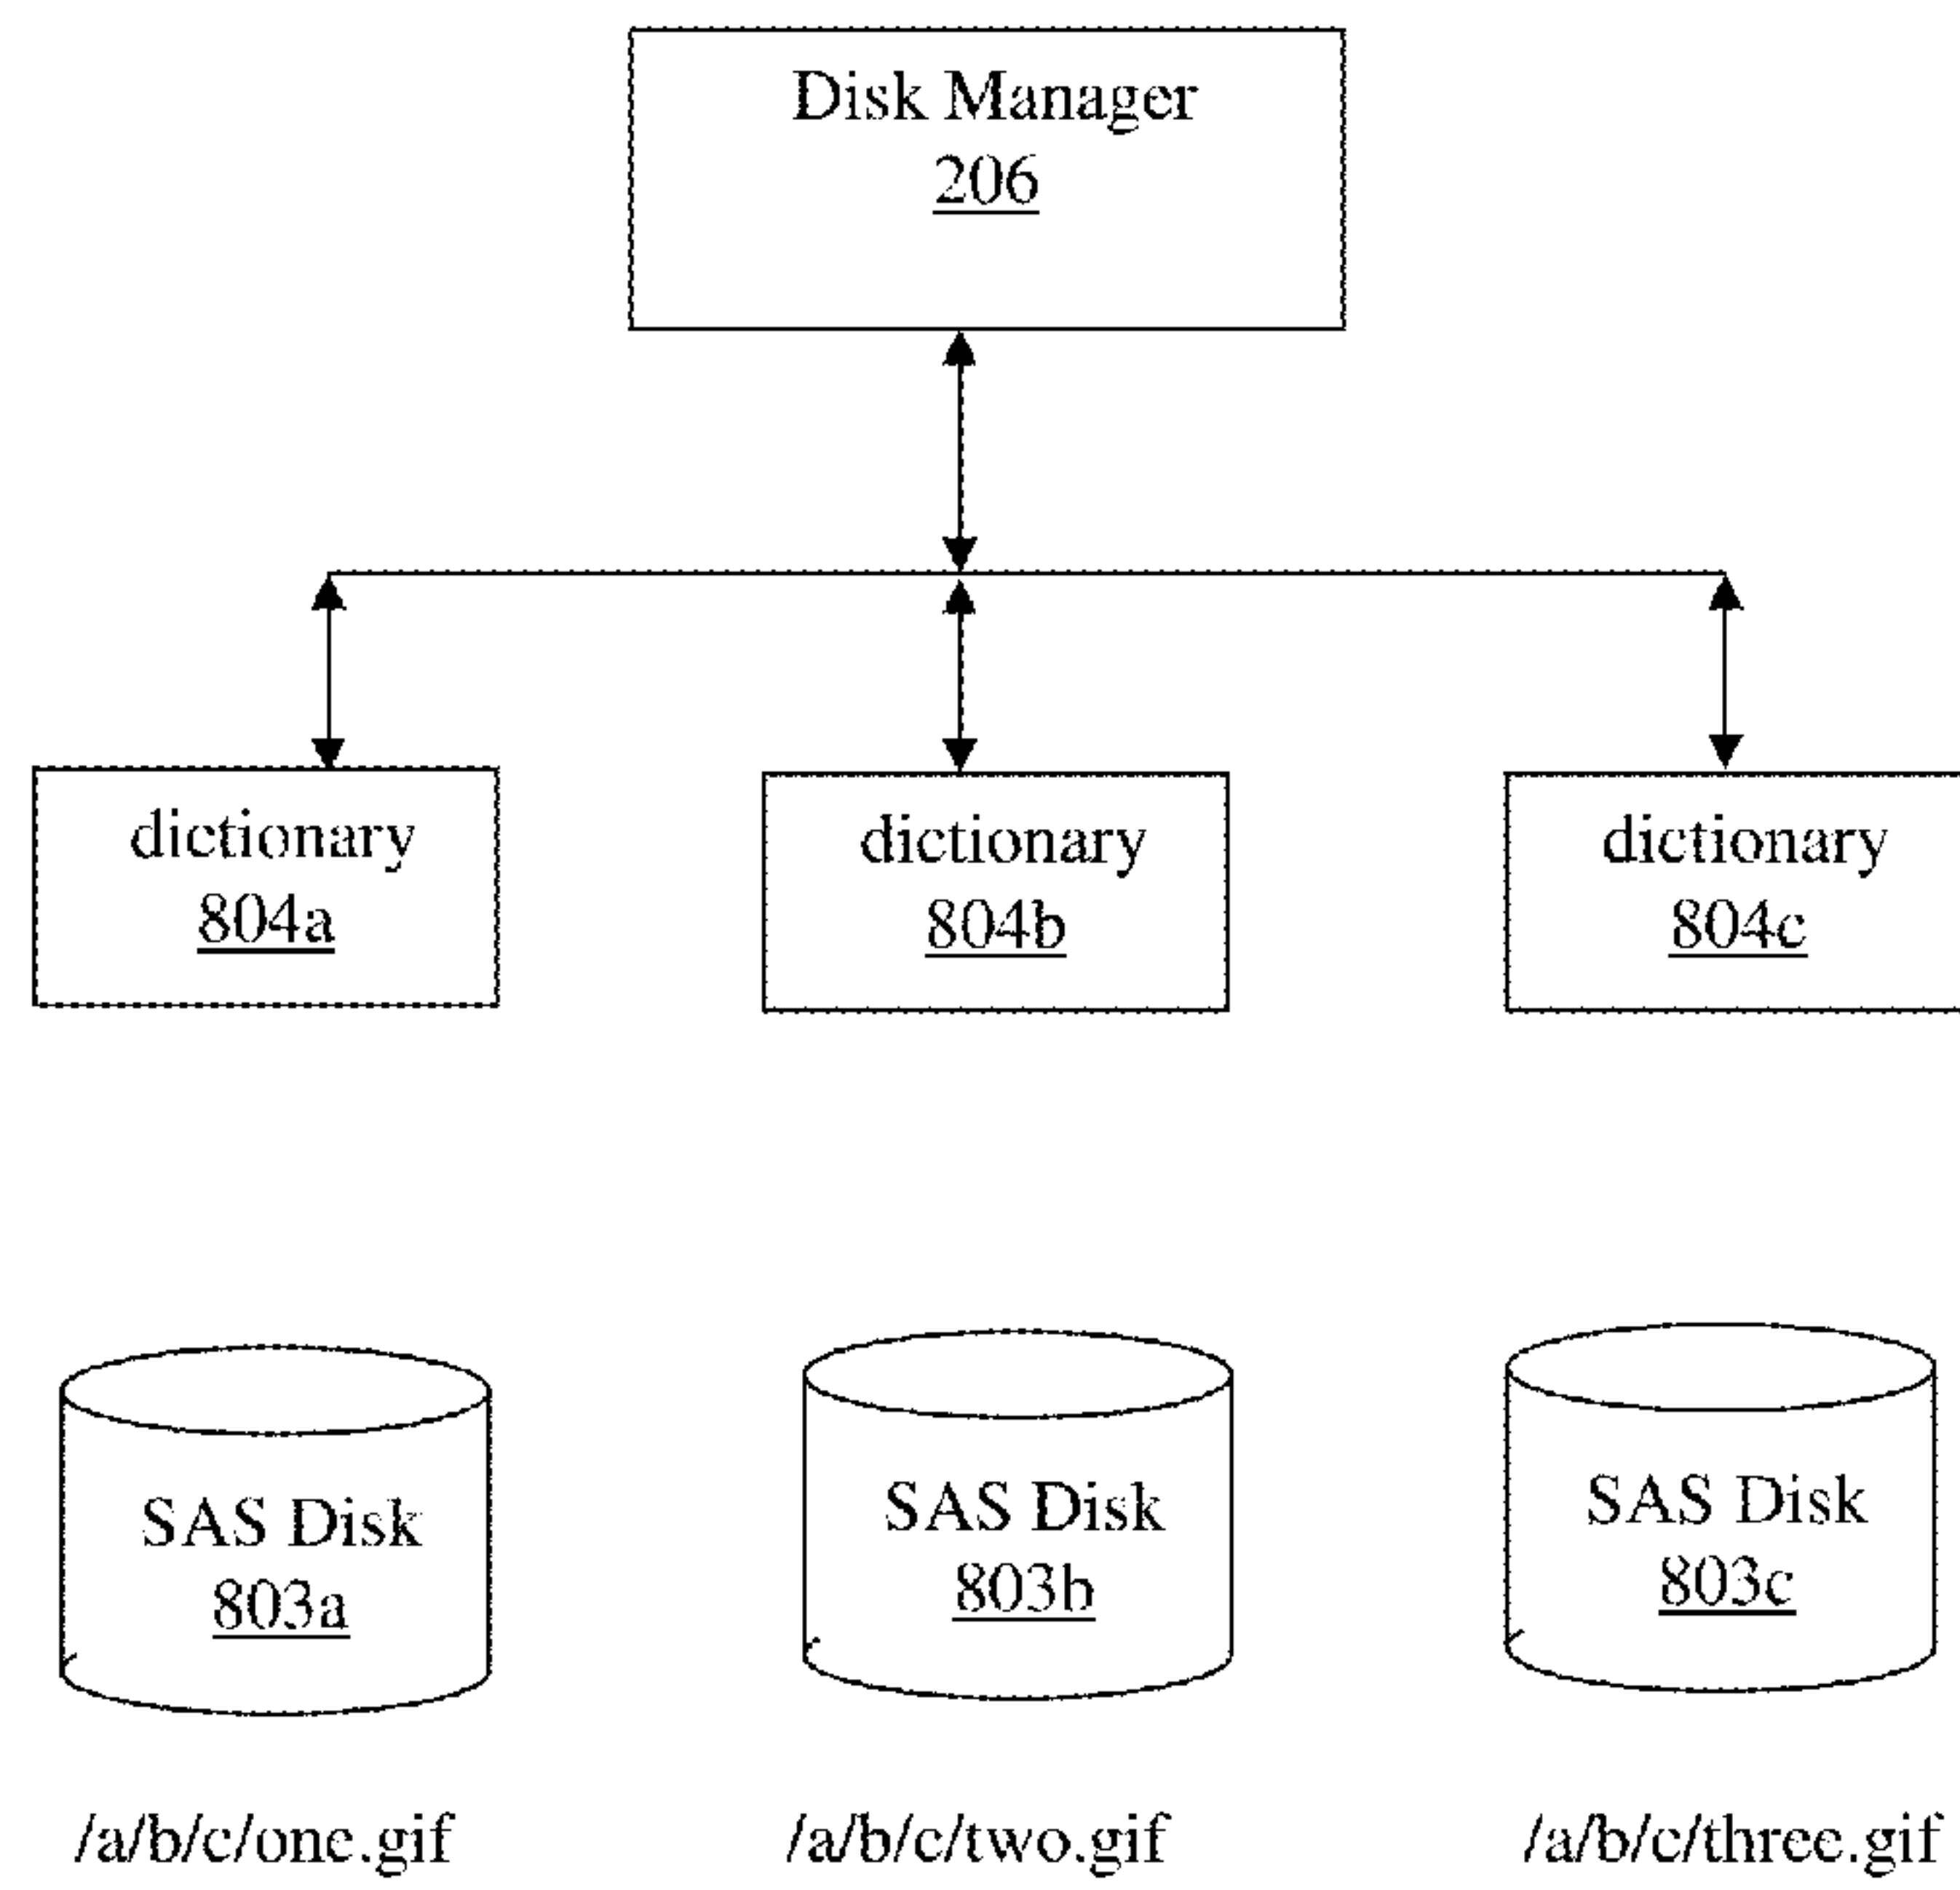 Disk Manager
206
dictionary
804a
dictionary
804b
dictionary
804c
SAS Disk
803a
SAS Disk
803b
SAS Disk
803c
/a/b/c/one.gif
/a/b/c/two.gif
/a/b/c/three.gif